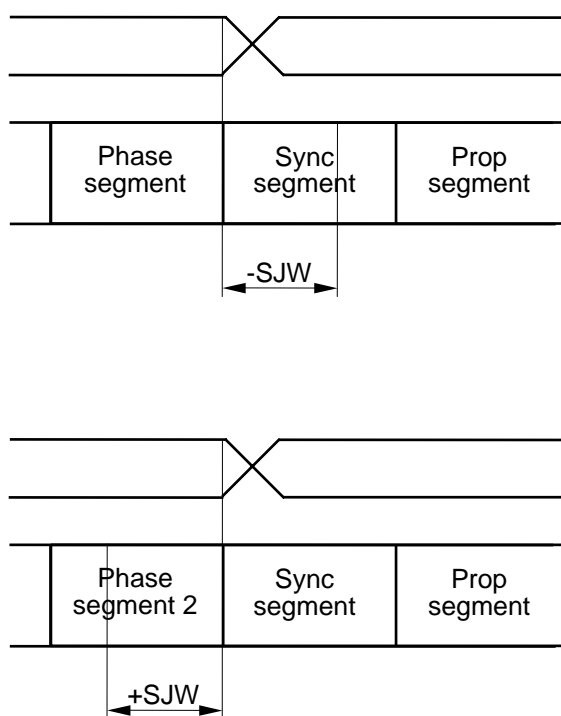 Phase
segment
Sync
segment
Prop
segment
-SJW
Phase
segment 2
Sync
segment
Prop
segment
+SJW